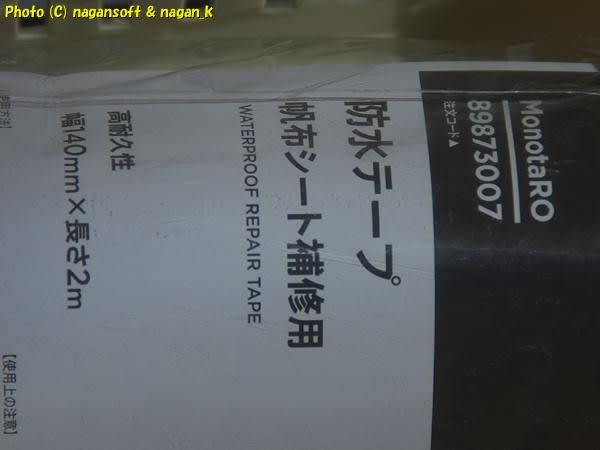 Photo (C) nagansoft & nagan_k
MonotaRO
89873007
注文コード▲
防水テープ
帆布シート補修用
WATERPROOF REPAIR TAPE
高耐久性
幅140mm×長さ2m
【使用上の注意】